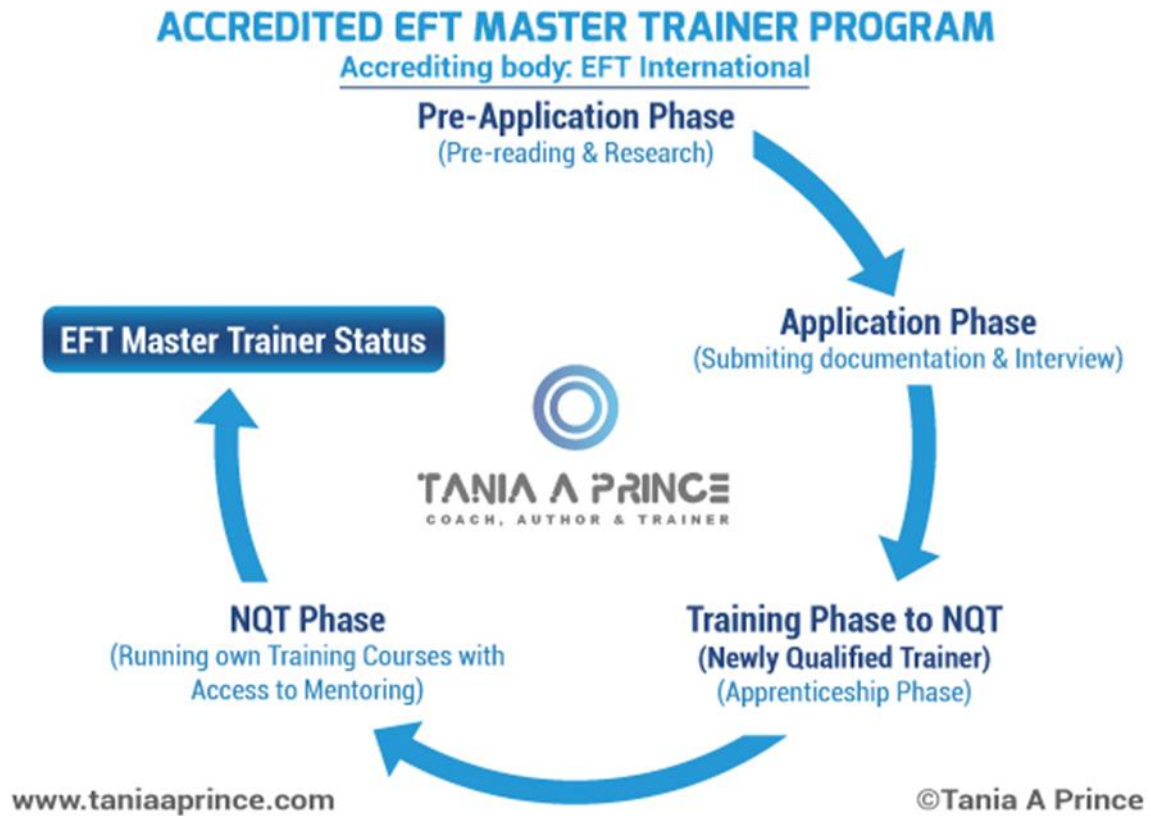 ACCREDITED EFT MASTER TRAINER PROGRAM
Accrediting body: EFT International
Pre-Application Phase
(Pre-reading & Research)
Application Phase
(Submiting documentation & Interview)
Training Phase to NQT
(Newly Qualified Trainer)
(Apprenticeship Phase)
NQT Phase
(Running own Training Courses with
Access to Mentoring)
EFT Master Trainer Status
TANIA A PRINCE
COACH, AUTHOR & TRAINER
www.taniaaprince.com
©Tania A Prince